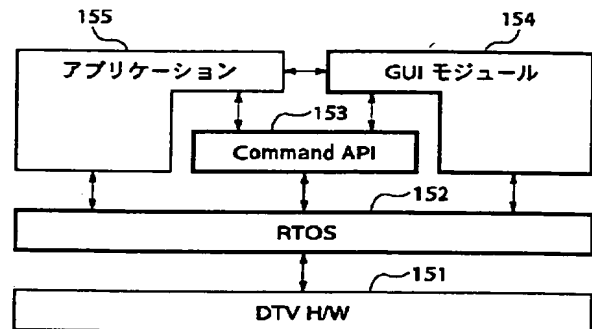 155
154
アプリケーション
GUI モジュール
153
Command API
152
RTOS
151
DTV H/W